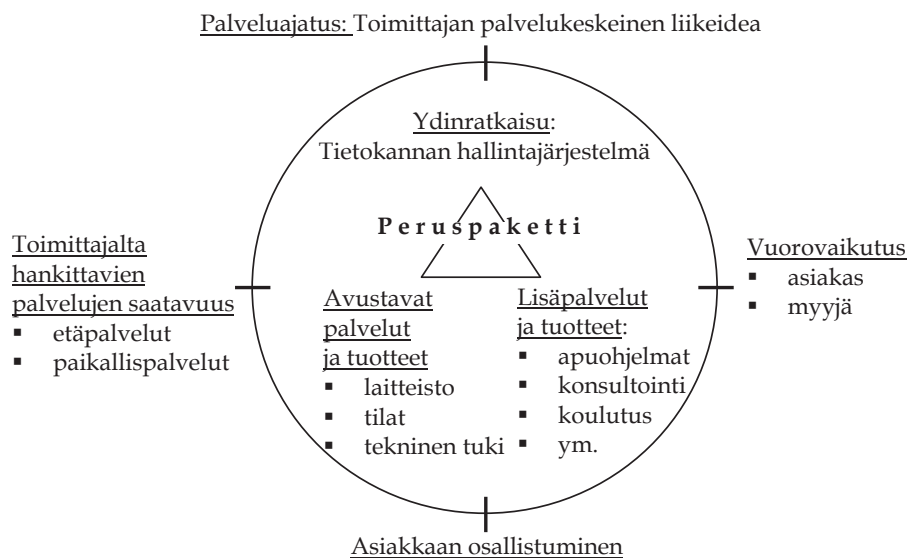 Palveluajatus: Toimittajan palvelukeskeinen liikeidea
Ydinratkaisu:
Tietokannan hallintajärjestelmä
Peruspaketti
Toimittajalta
hankittavien
palvelujen saatavuus
▪ etäpalvelut
▪ paikallispalvelut
Avustavat
palvelut
ja tuotteet
▪ laitteisto
▪ tilat
▪ tekninen tuki
Lisäpalvelut
ja tuotteet:
▪ apuohjelmat
▪ konsultointi
▪ koulutus
▪ ym.
Vuorovaikutus
▪ asiakas
▪ myyjä
Asiakkaan osallistuminen